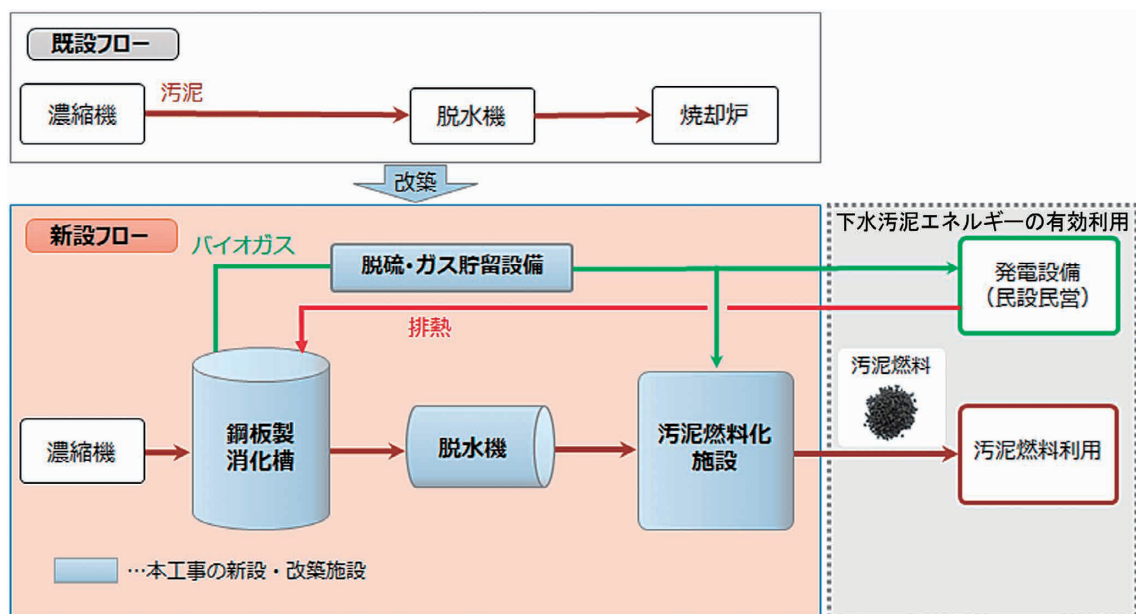 既設フロー
汚泥
濃縮機
脱水機
焼却炉
改築
新設フロー
下水汚泥エネルギーの有効利用
バイオガス
脱硫・ガス貯留設備
発電設備
（民設民営）
排熱
汚泥燃料
濃縮機
鋼板製
消化槽
脱水機
汚泥燃料化
施設
汚泥燃料利用
…本工事の新設・改築施設